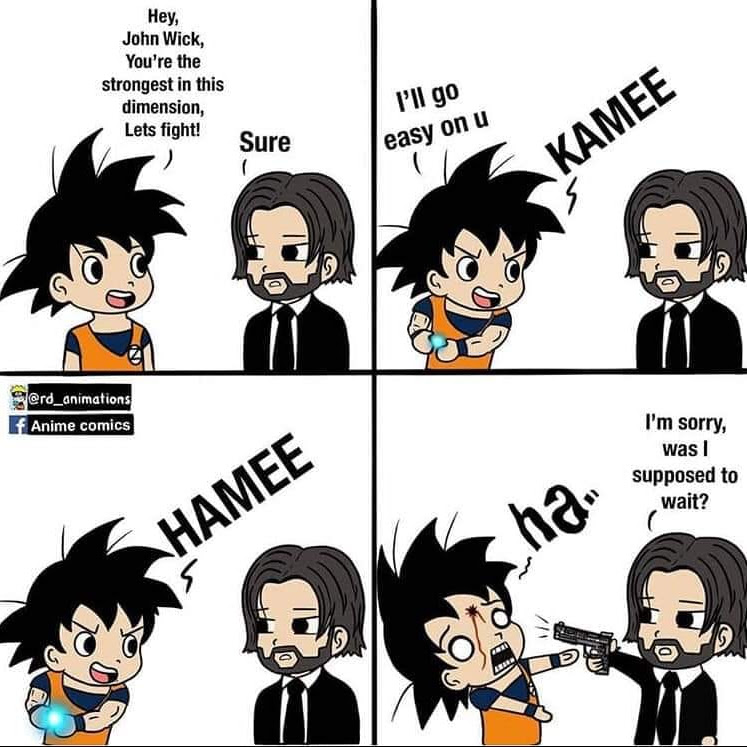 Hey,
John Wick,
You're the
strongest in this
dimension,
Lets fight!
Sure
I'll go
easy on u
KAMEE
@rd_animations
f Anime comics
HAMEE
ha..
I'm sorry,
was I
supposed to
wait?